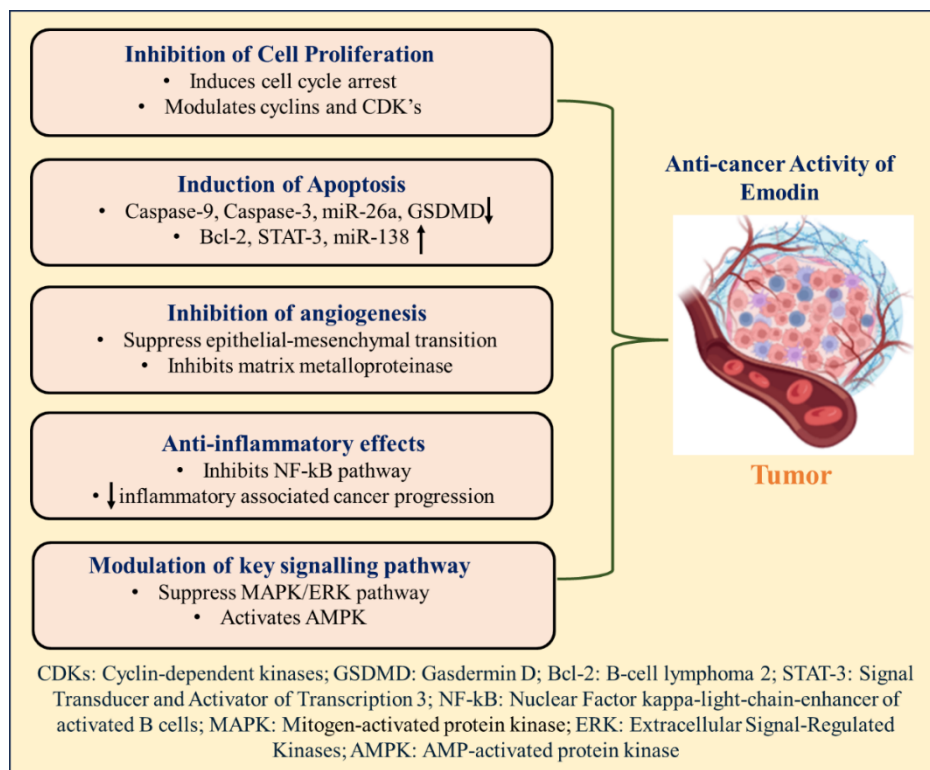 Inhibition of Cell Proliferation
• Induces cell cycle arrest
• Modulates cyclins and CDK's
Induction of Apoptosis
• Caspase-9, Caspase-3, miR-26a, GSDMD↓
• Bcl-2, STAT-3, miR-138 ↑
Inhibition of angiogenesis
• Suppress epithelial-mesenchymal transition
• Inhibits matrix metalloproteinase
Anti-inflammatory effects
• Inhibits NF-kB pathway
• ↓ inflammatory associated cancer progression
Modulation of key signalling pathway
• Suppress MAPK/ERK pathway
• Activates AMPK
Anti-cancer Activity of
Emodin
Tumor
CDKs: Cyclin-dependent kinases; GSDMD: Gasdermin D; Bcl-2: B-cell lymphoma 2; STAT-3: Signal
Transducer and Activator of Transcription 3; NF-kB: Nuclear Factor kappa-light-chain-enhancer of
activated B cells; MAPK: Mitogen-activated protein kinase; ERK: Extracellular Signal-Regulated
Kinases; AMPK: AMP-activated protein kinase